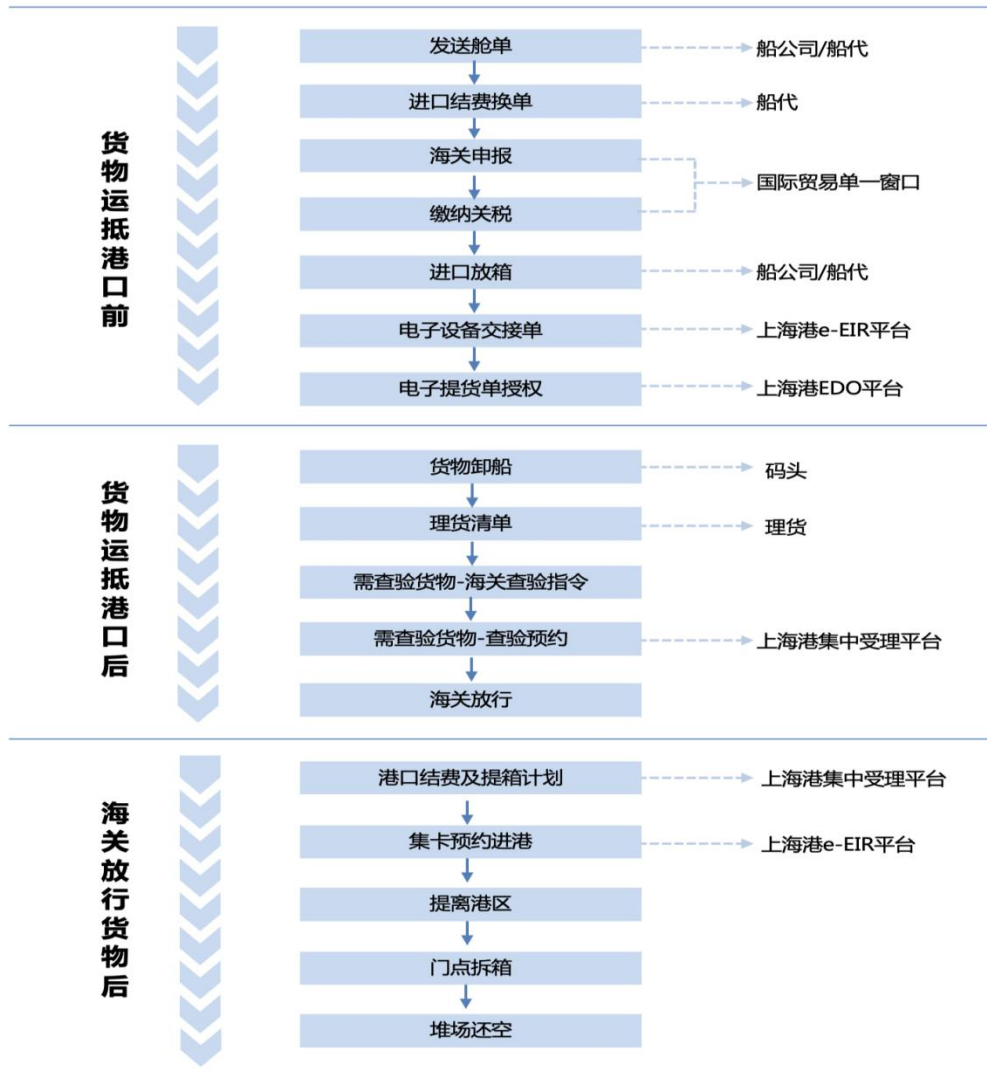 货物运抵港口前
发送舱单
船公司/船代
进口结费换单
船代
海关申报
国际贸易单一窗口
缴纳关税
进口放箱
船公司/船代
电子设备交接单
上海港e-EIR平台
电子提货单授权
上海港EDO平台
货物运抵港口后
货物卸船
码头
理货清单
理货
需查验货物-海关查验指令
需查验货物-查验预约
上海港集中受理平台
海关放行
海关放行货物后
港口结费及提箱计划
上海港集中受理平台
集卡预约进港
上海港e-EIR平台
提离港区
门点拆箱
堆场还空